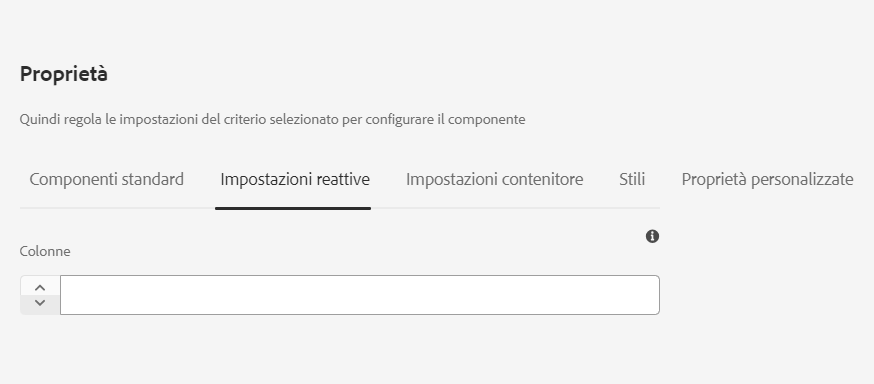 Proprietà
Quindi regola le impostazioni del criterio selezionato per configurare il componente
Componenti standard Impostazioni reattive Impostazioni contenitore Stili Proprietà personalizzate
Colonne